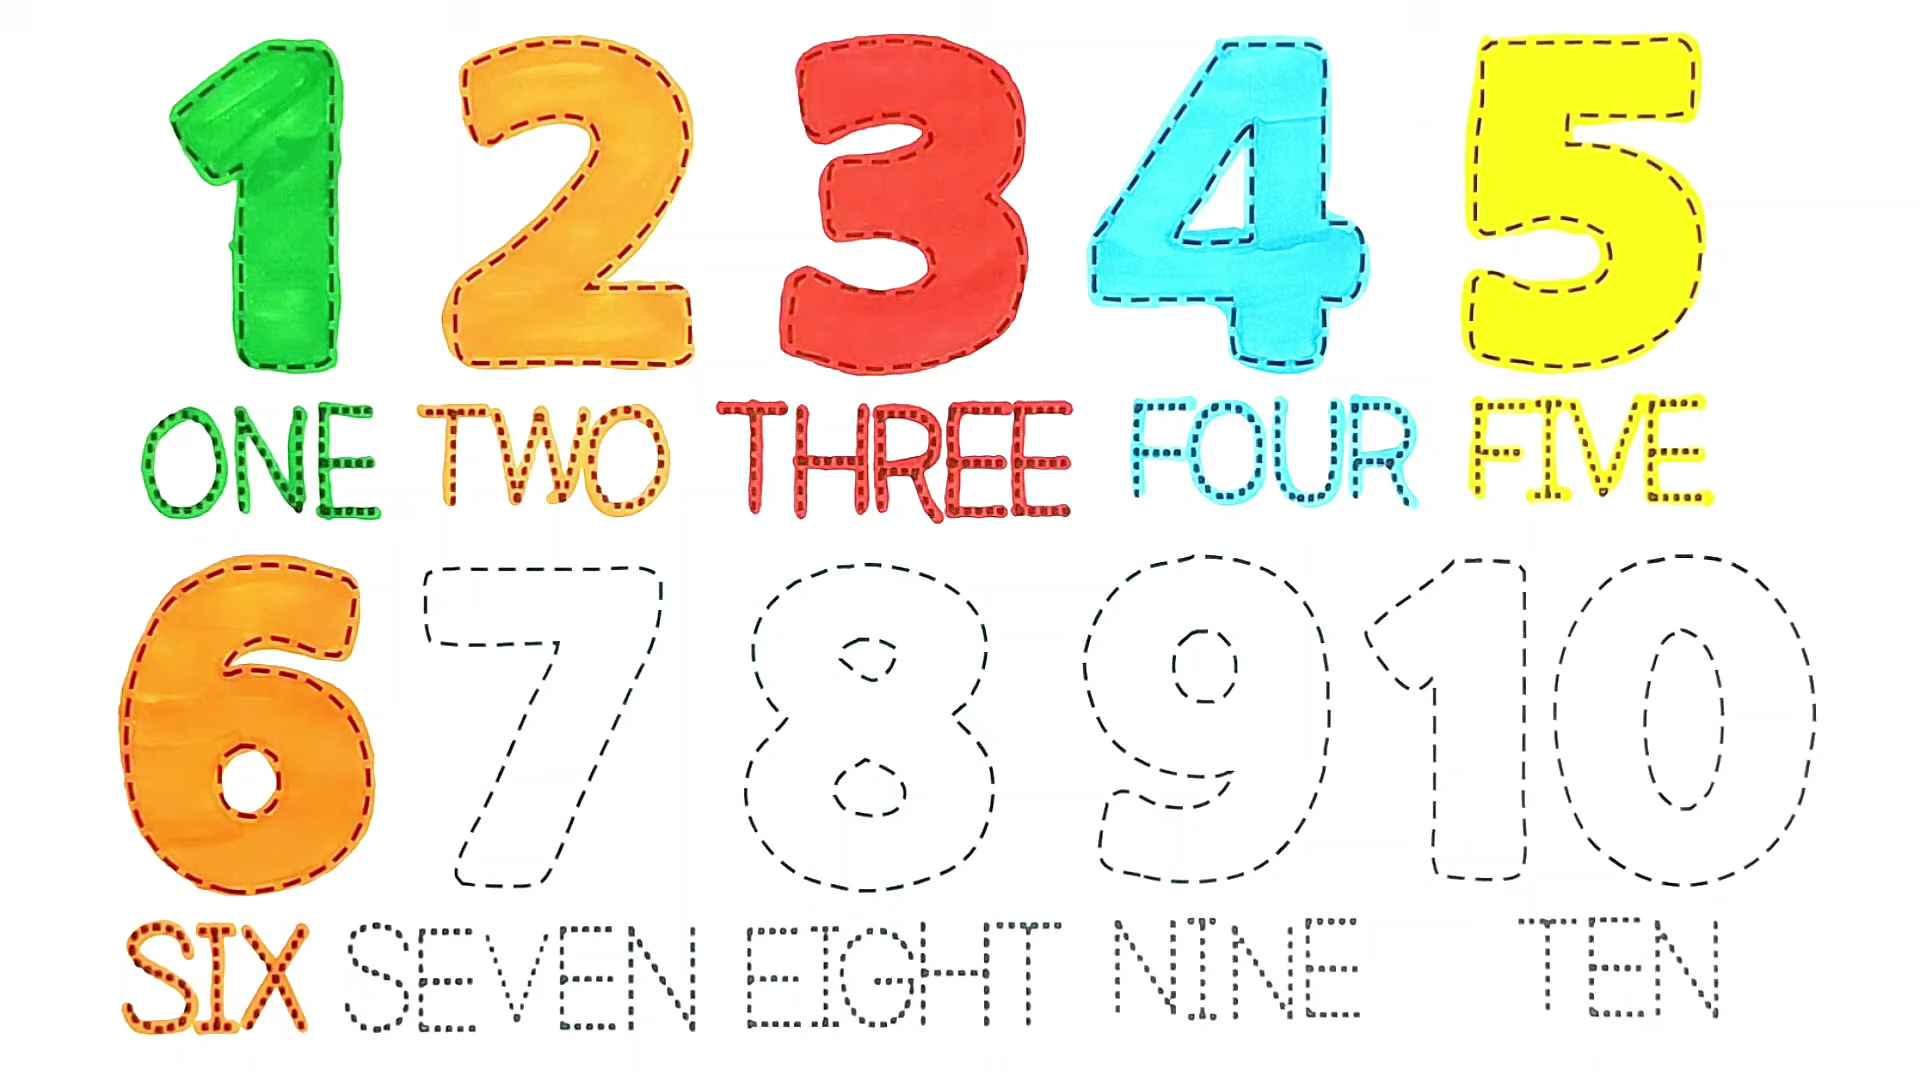 1 2 3 4 5
ONE TWO THREE FOUR FIVE
6 7 8 9 10
SIX SEVEN EIGHT NINE TEN